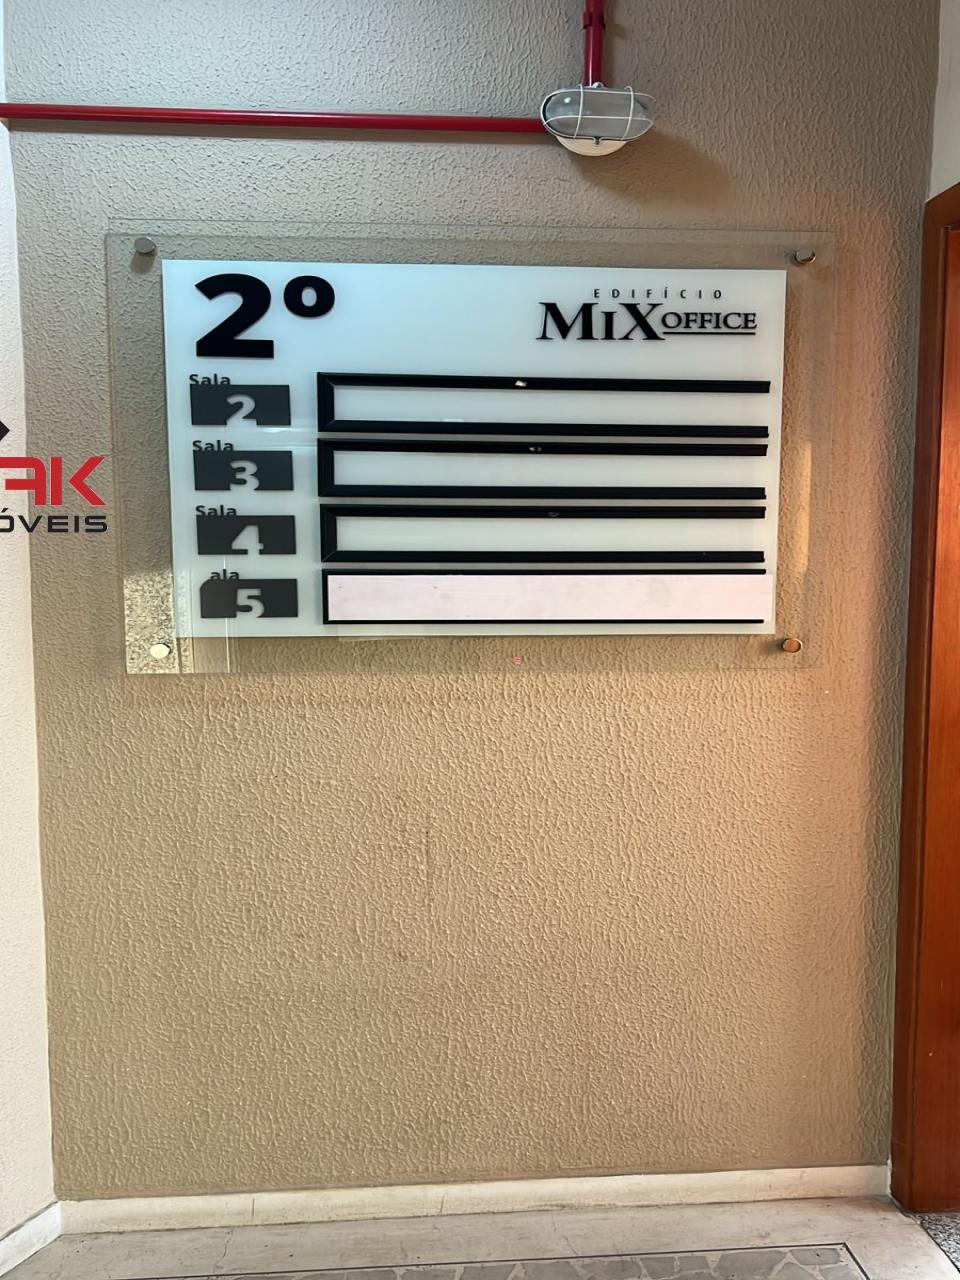 2º
EDIFÍCIO
MiX OFFICE
Sala
2
Sala
3
Sala
4
ala
5
AK
ÓVEIS